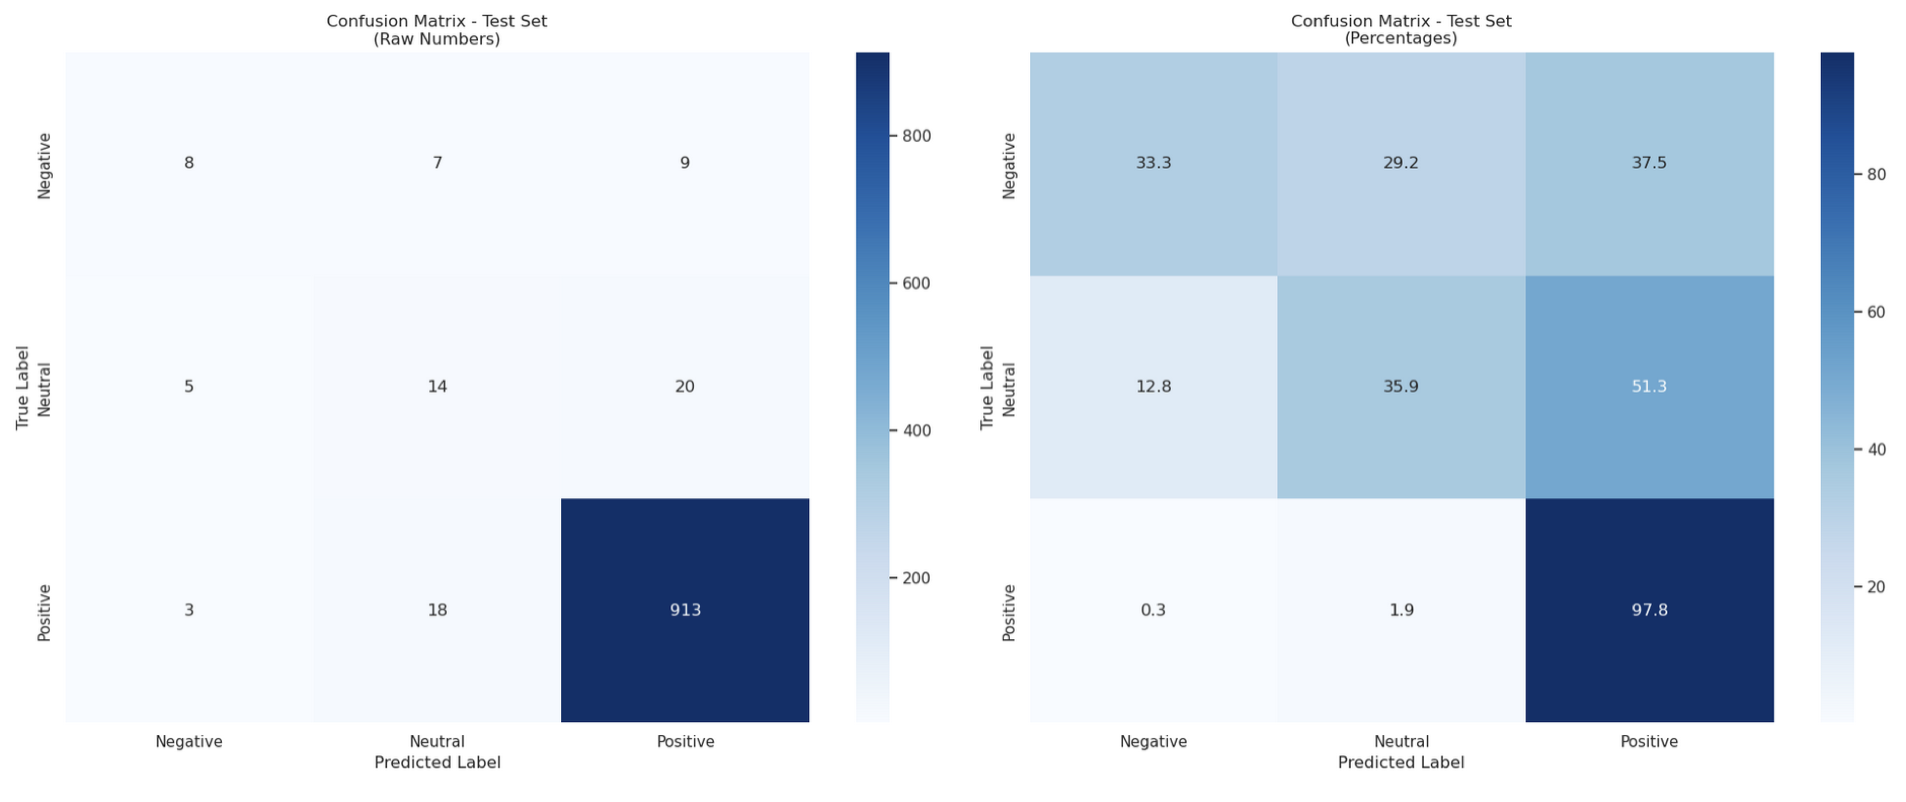 Confusion Matrix - Test Set
(Raw Numbers)
Negative
8 7 9
800
600
True Label
Neutral
5 14 20
400
200
Positive
3 18 913
Negative Neutral Positive
Predicted Label
Confusion Matrix - Test Set
(Percentages)
Negative
33.3 29.2 37.5
80
60
True Label
Neutral
12.8 35.9 51.3
40
20
Positive
0.3 1.9 97.8
Negative Neutral Positive
Predicted Label